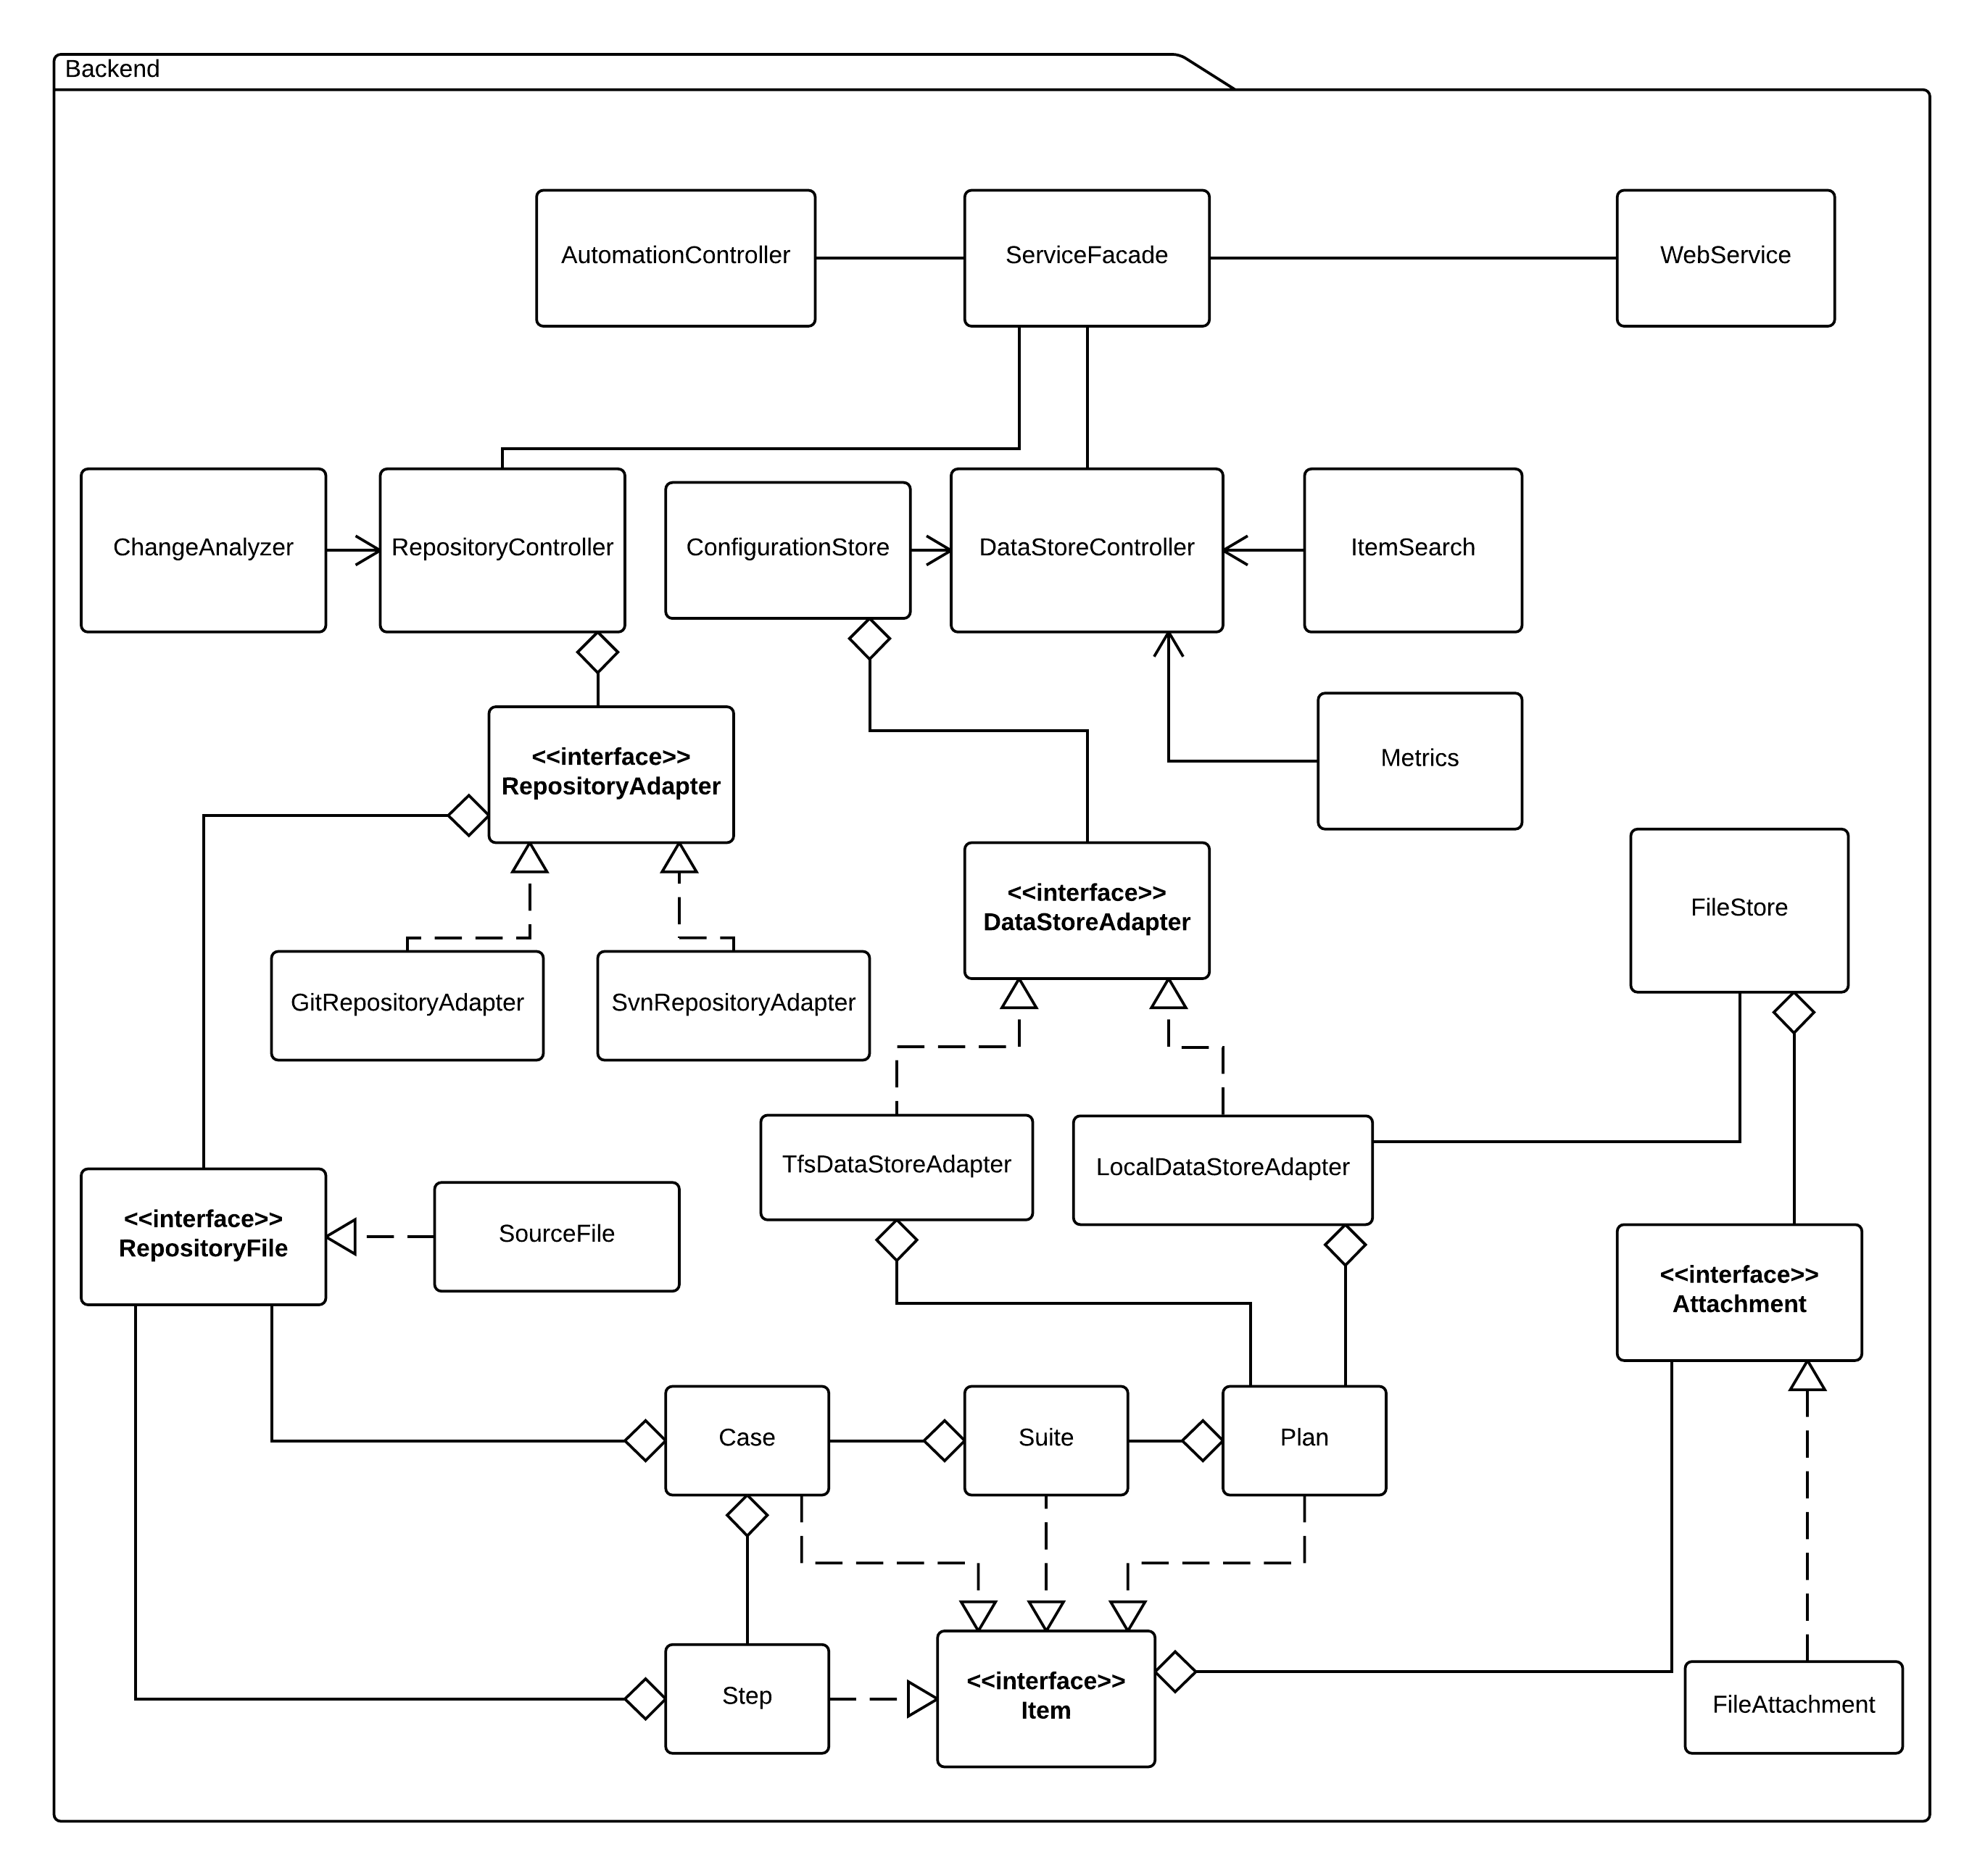 Backend
AutomationController
ServiceFacade
WebService
ChangeAnalyzer
RepositoryController
ConfigurationStore
DataStoreController
ItemSearch
<<interface>>
RepositoryAdapter
Metrics
<<interface>>
DataStoreAdapter
FileStore
GitRepositoryAdapter
SvnRepositoryAdapter
TfsDataStoreAdapter
LocalDataStoreAdapter
<<interface>>
RepositoryFile
SourceFile
<<interface>>
Attachment
Case
Suite
Plan
Step
<<interface>>
Item
FileAttachment